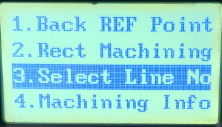 1.Back REF Point
2.Rect Machining
3.Select Line No
4.Machining Info